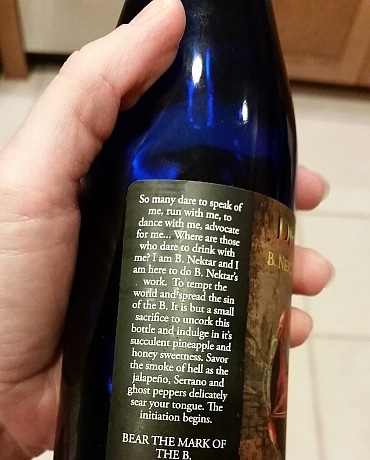 So many dare to speak of
me, run with me, to
dance with me, advocate
for me... Where are those
who dare to drink with
me? I am B. Nektar and I
am here to do B. Nektar's
work. To tempt the
world and spread the sin
of the B. It is but a small
sacrifice to uncork this
bottle and indulge in it's
succulent pineapple and
honey sweetness. Savor
the smoke of hell as the
jalapeño, Serrano and
ghost peppers delicately
sear your tongue. The
initiation begins.
BEAR THE MARK OF
THE B.